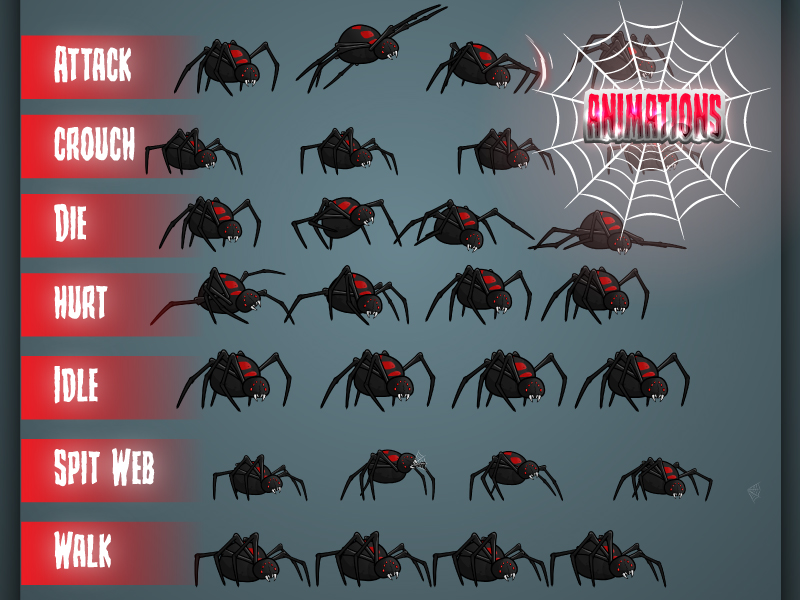 ATTACK
ANIMATIONS
CROUCH
DIE
HURT
IDLE
SPIT WEB
WALK